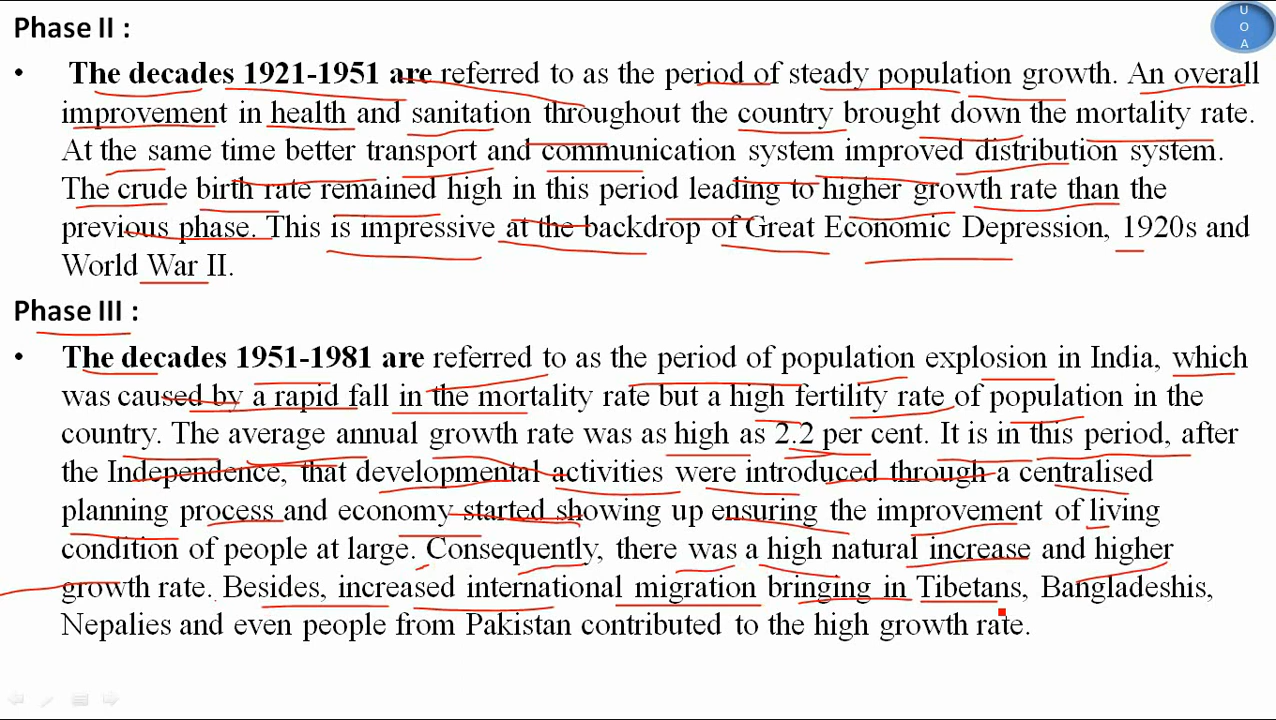 Phase II :
U
O
A
• The decades 1921-1951 are referred to as the period of steady population growth. An overall
improvement in health and sanitation throughout the country brought down the mortality rate.
At the same time better transport and communication system improved distribution system.
The crude birth rate remained high in this period leading to higher growth rate than the
previous phase. This is impressive at the backdrop of Great Economic Depression, 1920s and
World War II.
Phase III :
• The decades 1951-1981 are referred to as the period of population explosion in India, which
was caused by a rapid fall in the mortality rate but a high fertility rate of population in the
country. The average annual growth rate was as high as 2.2 per cent. It is in this period, after
the Independence, that developmental activities were introduced through a centralised
planning process and economy started showing up ensuring the improvement of living
condition of people at large. Consequently, there was a high natural increase and higher
growth rate. Besides, increased international migration bringing in Tibetans, Bangladeshis,
Nepalies and even people from Pakistan contributed to the high growth rate.